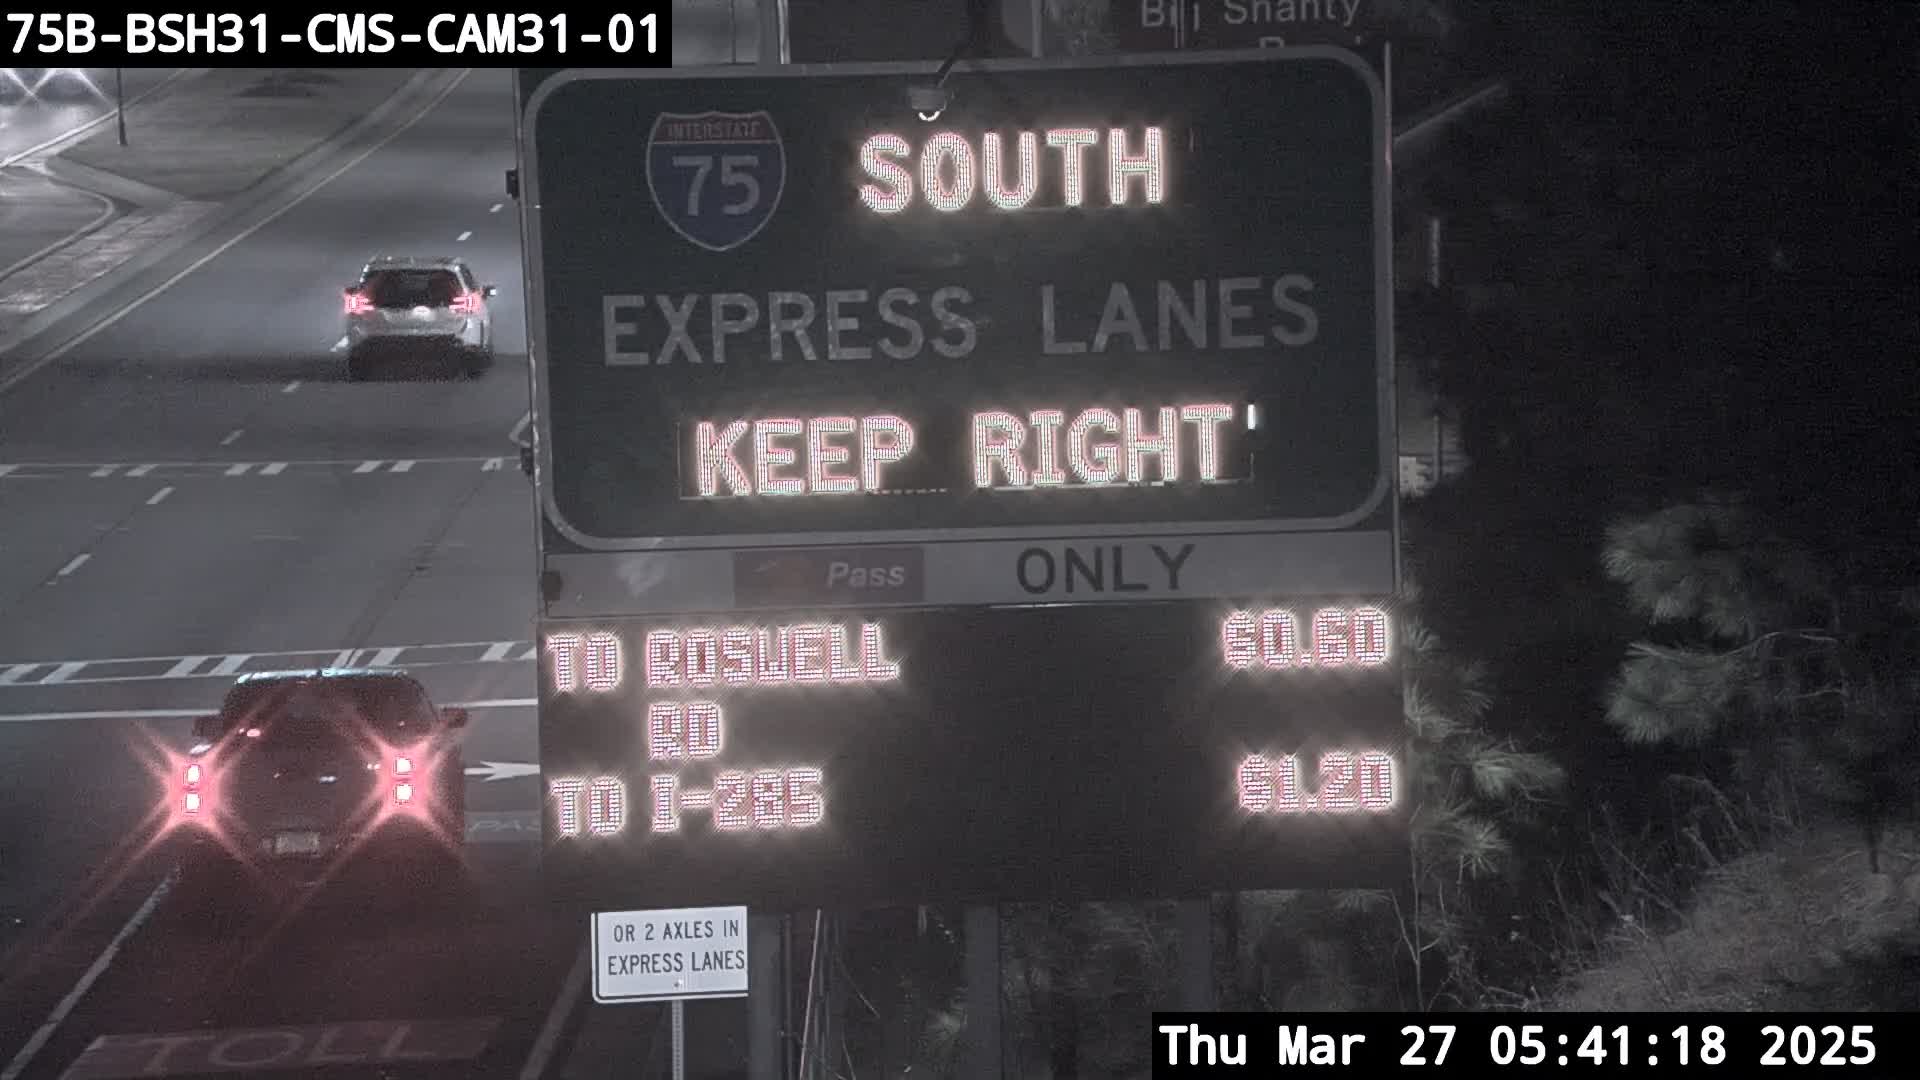 75B-BSH31-CMS-CAM31-01
Shanty
INTERSTATE
75
SOUTH
EXPRESS LANES
KEEP RIGHT
Pass ONLY
TO ROSWELL $0.60
RD
TO I-285 $1.20
OR 2 AXLES IN
EXPRESS LANES
TOLL
Thu Mar 27 05:41:18 2025